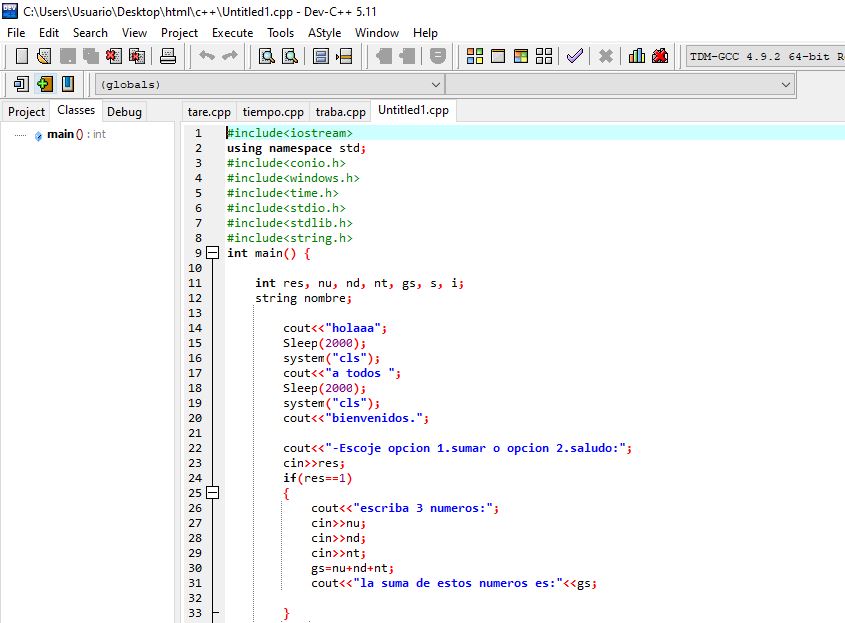 C:\Users\Usuario\Desktop\html\c++\Untitled1.cpp - Dev-C++ 5.11
File Edit Search View Project Execute Tools AStyle Window Help
TDM-GCC 4.9.2 64-bit
(globals)
Project Classes Debug
tare.cpp tiempo.cpp traba.cpp Untitled1.cpp
main () : int
1 #include<iostream>
2 using namespace std;
3 #include<conio.h>
4 #include<windows.h>
5 #include<time.h>
6 #include<stdio.h>
7 #include<stdlib.h>
8 #include<string.h>
9 int main() {
10
11 int res, nu, nd, nt, gs, s, i;
12 string nombre;
13
14 cout<<"holaaa";
15 Sleep(2000);
16 system("cls");
17 cout<<"a todos ";
18 Sleep(2000);
19 system("cls");
20 cout<<"bienvenidos.";
21
22 cout<<"-Escoje opcion 1.sumar o opcion 2.saludo:";
23 cin>>res;
24 if(res==1)
25 {
26 cout<<"escriba 3 numeros:";
27 cin>>nu;
28 cin>>nd;
29 cin>>nt;
30 gs=nu+nd+nt;
31 cout<<"la suma de estos numeros es:"<<gs;
32
33 }